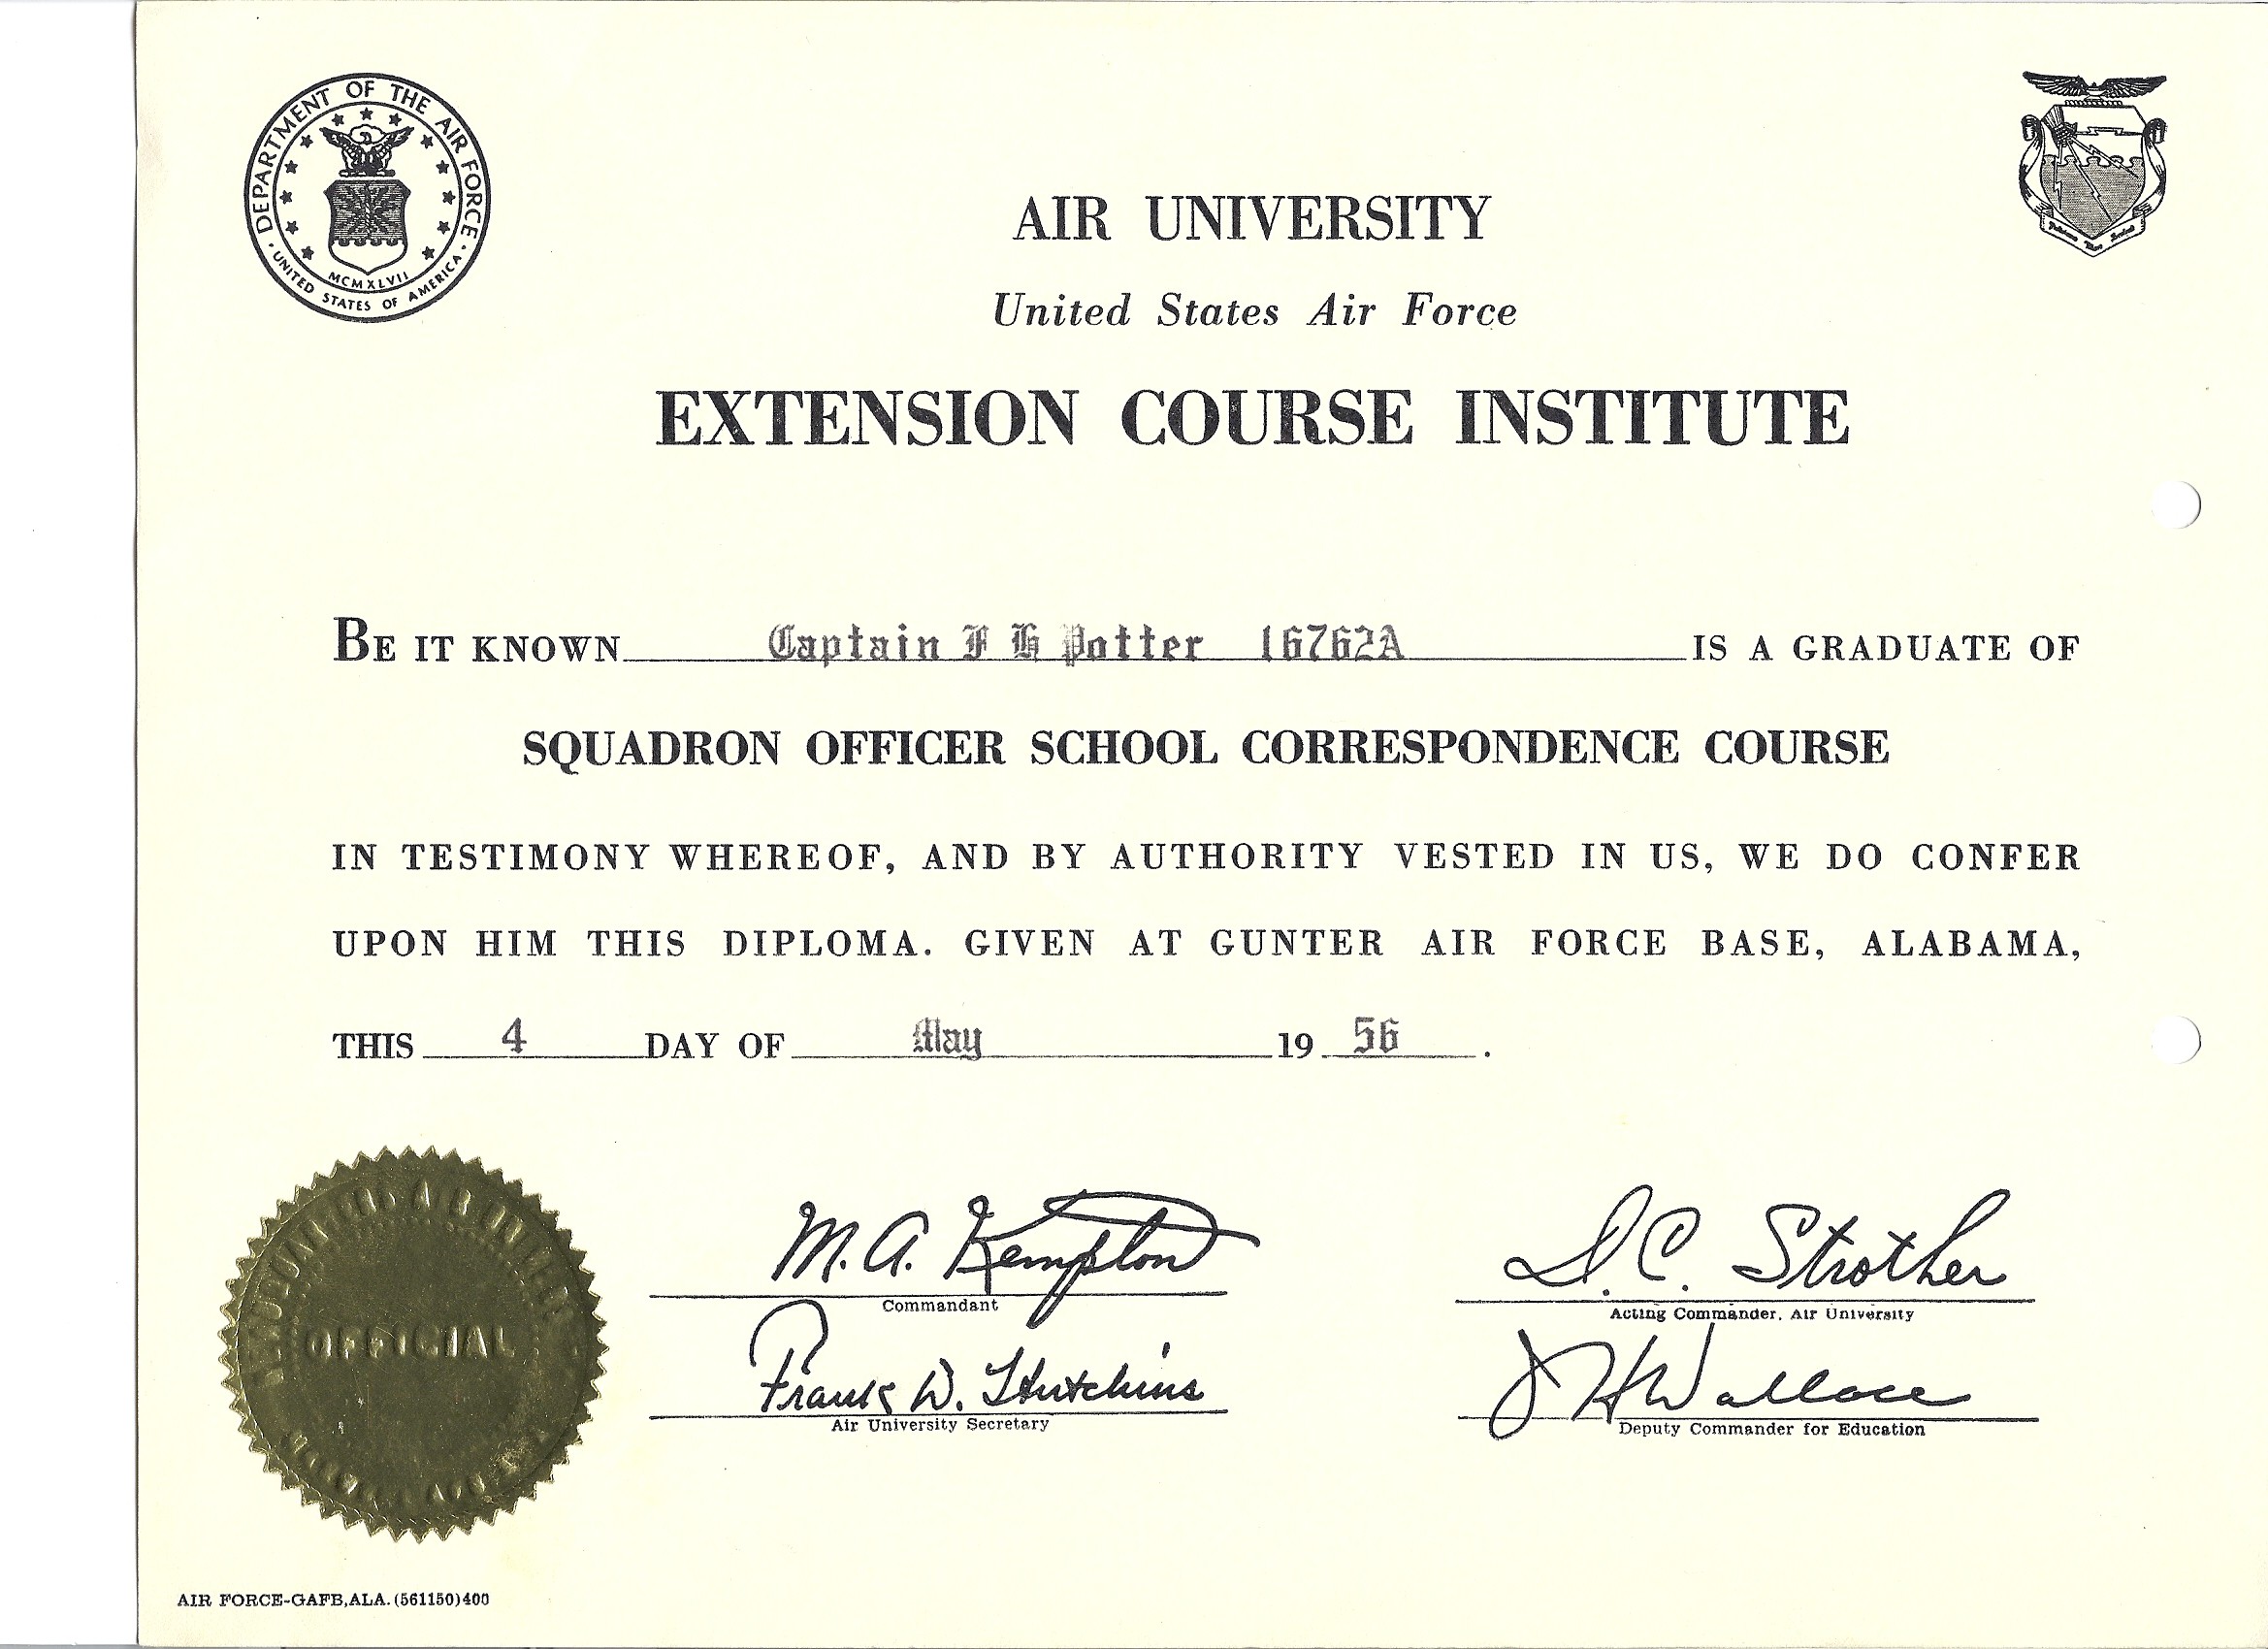 DEPARTMENT OF THE AIR FORCE
MCMXLVII
UNITED STATES OF AMERICA
AIR UNIVERSITY
United States Air Force
EXTENSION COURSE INSTITUTE
BE IT KNOWN Captain F H Potter 16762A IS A GRADUATE OF
SQUADRON OFFICER SCHOOL CORRESPONDENCE COURSE
IN TESTIMONY WHEREOF, AND BY AUTHORITY VESTED IN US, WE DO CONFER
UPON HIM THIS DIPLOMA. GIVEN AT GUNTER AIR FORCE BASE, ALABAMA,
THIS 4 DAY OF May 19 56.
M. A. Kempton
Commandant
D. C. Strother
Acting Commander, Air University
Frank W. Hutchins
Air University Secretary
J H Wallace
Deputy Commander for Education
OFFICIAL
AIR FORCE-GAFB, ALA. (561150) 400